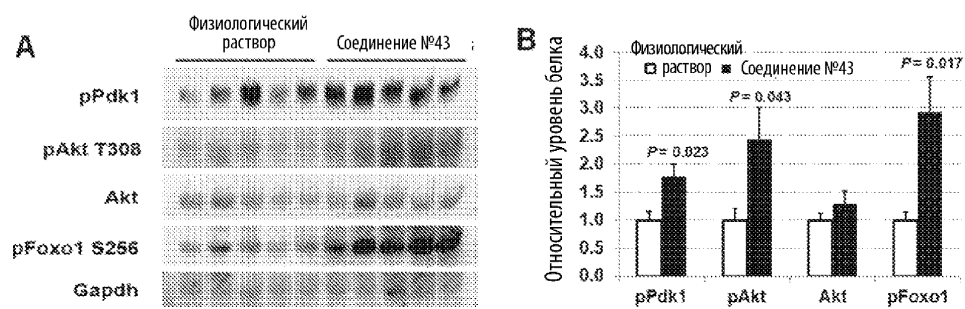 A
Физиологический
раствор
Соединение №43
pPdk1
pAkt T308
Akt
pFoxo1 S256
Gapdh
B
Относительный уровень белка
4.0
3.5
3.0
2.5
2.0
1.5
1.0
0.5
0.0
Физиологический
раствор
Соединение №43
P = 0.023
P = 0.043
P = 0.017
pPdk1
pAkt
Akt
pFoxo1